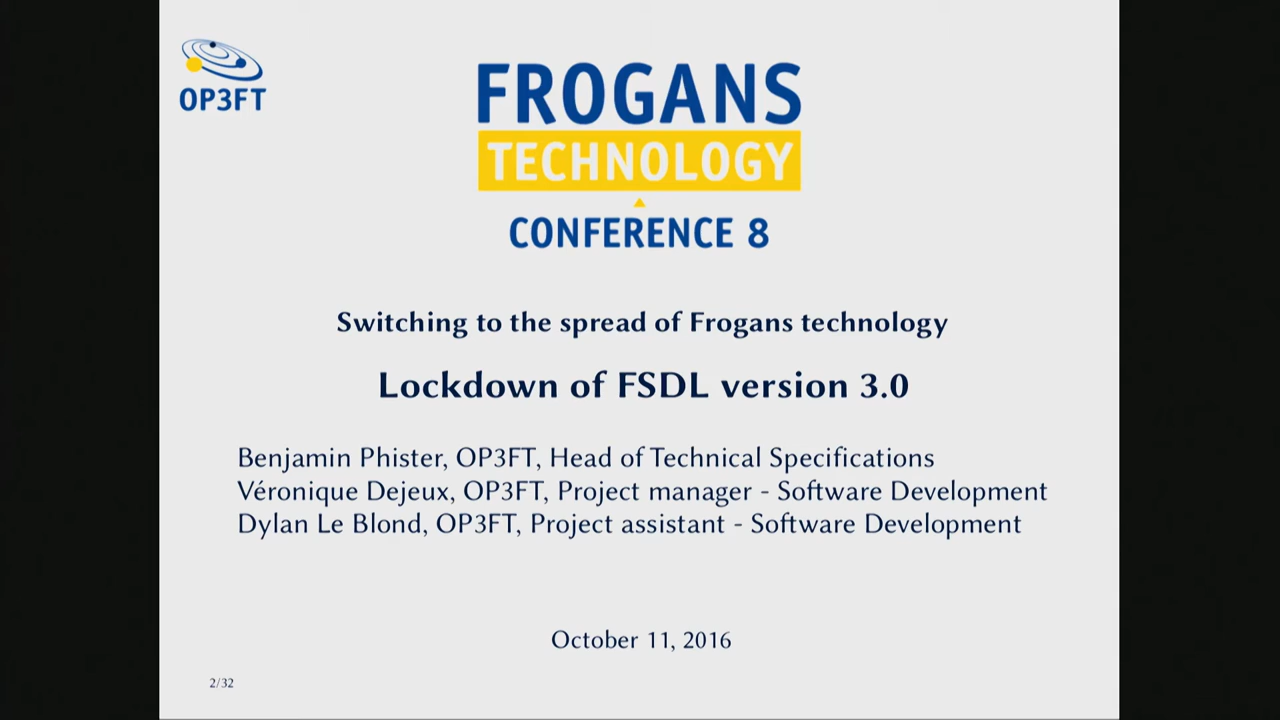 OP3FT
FROGANS
TECHNOLOGY
CONFERENCE 8
Switching to the spread of Frogans technology
Lockdown of FSDL version 3.0
Benjamin Phister, OP3FT, Head of Technical Specifications
Véronique Dejeux, OP3FT, Project manager - Software Development
Dylan Le Blond, OP3FT, Project assistant - Software Development
October 11, 2016
2/32